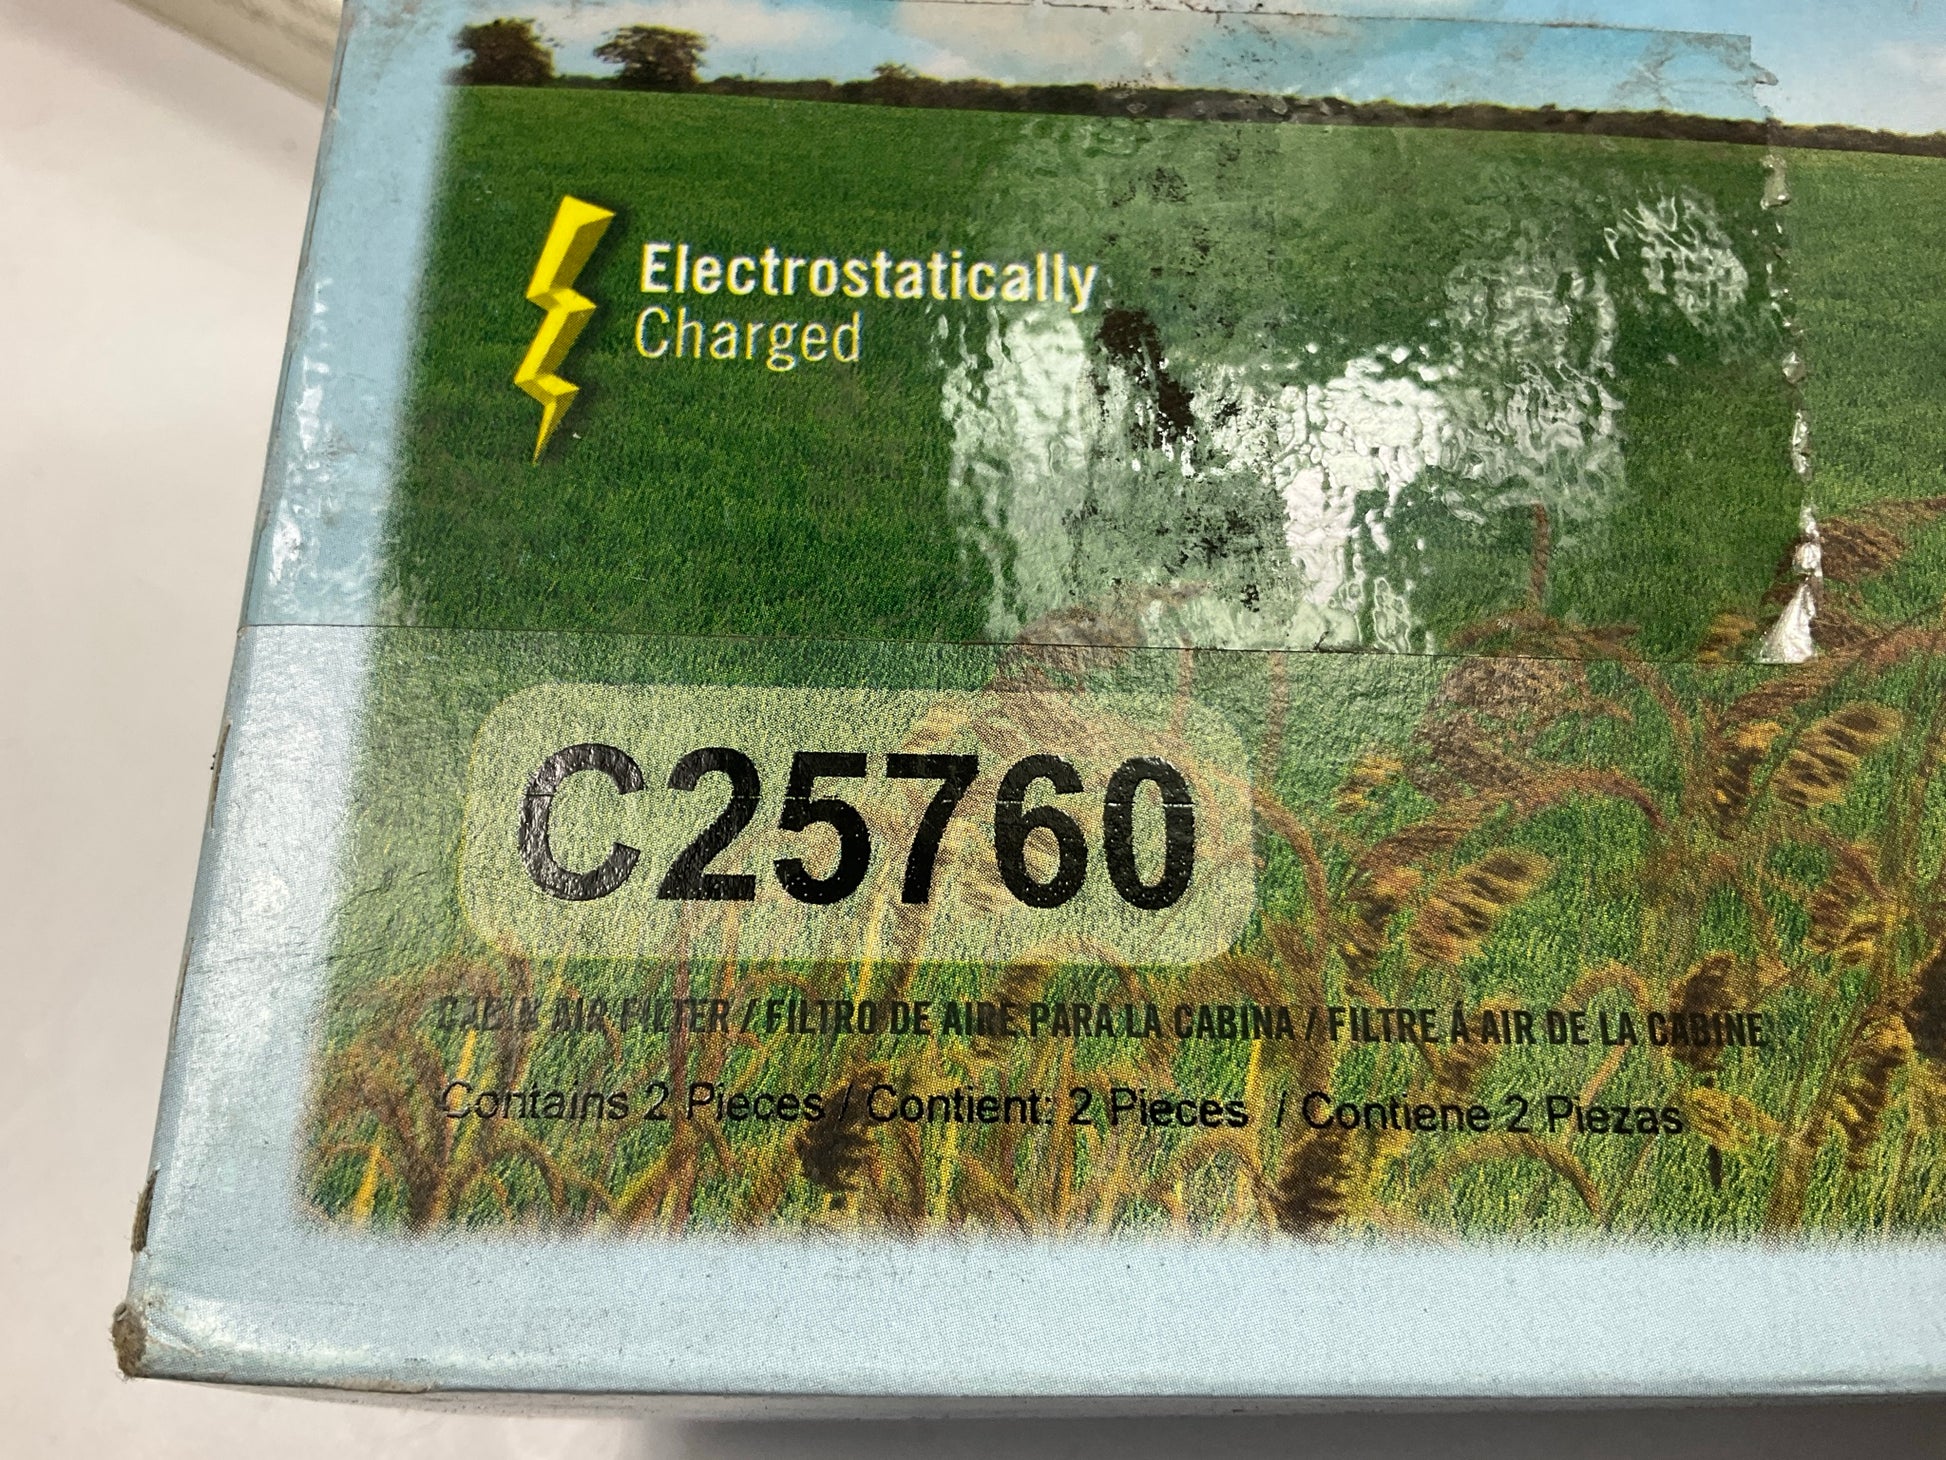 Electrostatically
Charged
C25760
CABIN AIR FILTER / FILTRO DE AIRE PARA LA CABINA / FILTRE Á AIR DE LA CABINE
Contains 2 Pieces / Contient: 2 Pieces / Contiene 2 Piezas